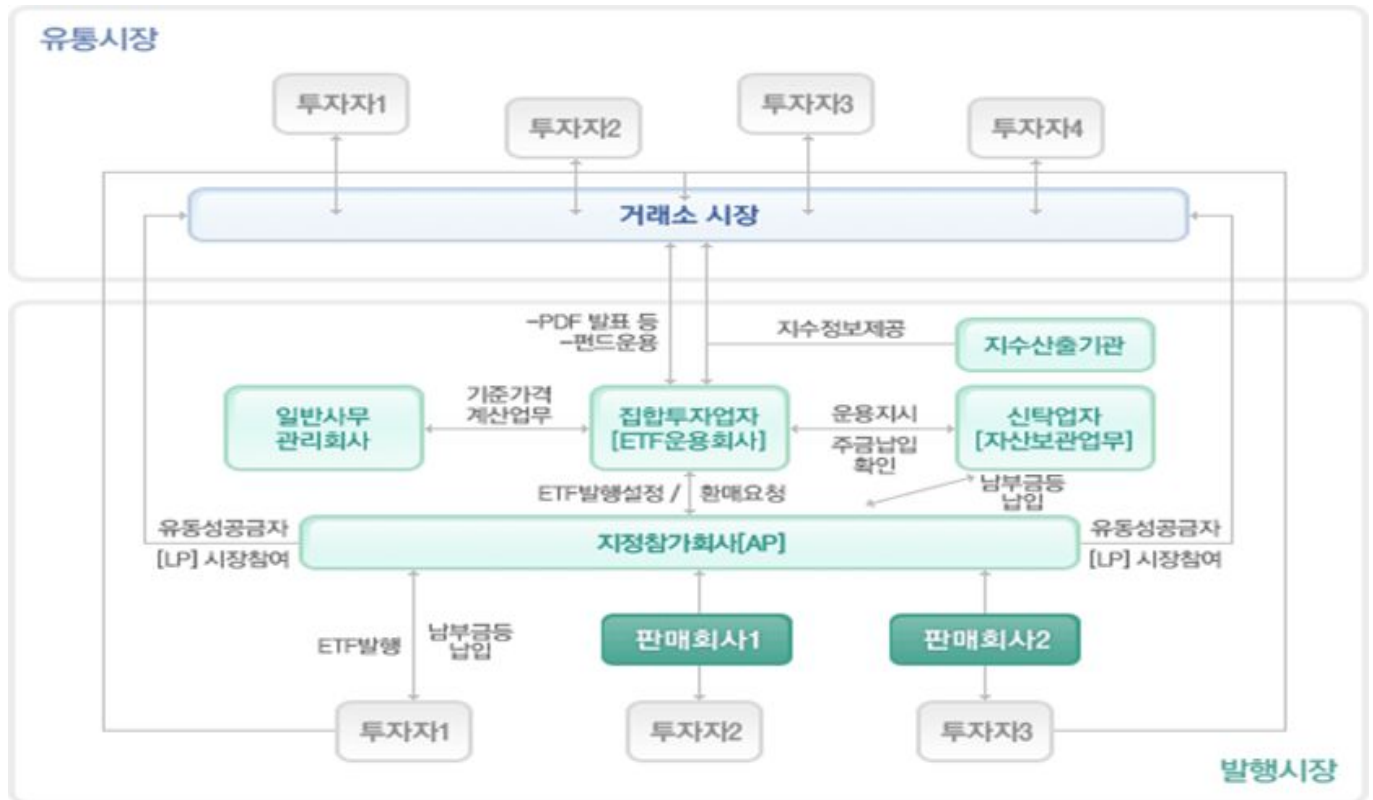 유통시장
투자자1
투자자2
투자자3
투자자4
거래소 시장
-PDF 발표 등
-펀드운용
지수정보제공
지수산출기관
일반사무
관리회사
기준가격
계산업무
집합투자업자
[ETF운용회사]
운용지시
주금납입
확인
신탁업자
[자산보관업무]
ETF발행설정 / 환매요청
남부금등
납입
유동성공금자
[LP] 시장참여
지정참가회사[AP]
유동성공금자
[LP] 시장참여
ETF발행
남부금등
납입
판매회사1
판매회사2
투자자1
투자자2
투자자3
발행시장